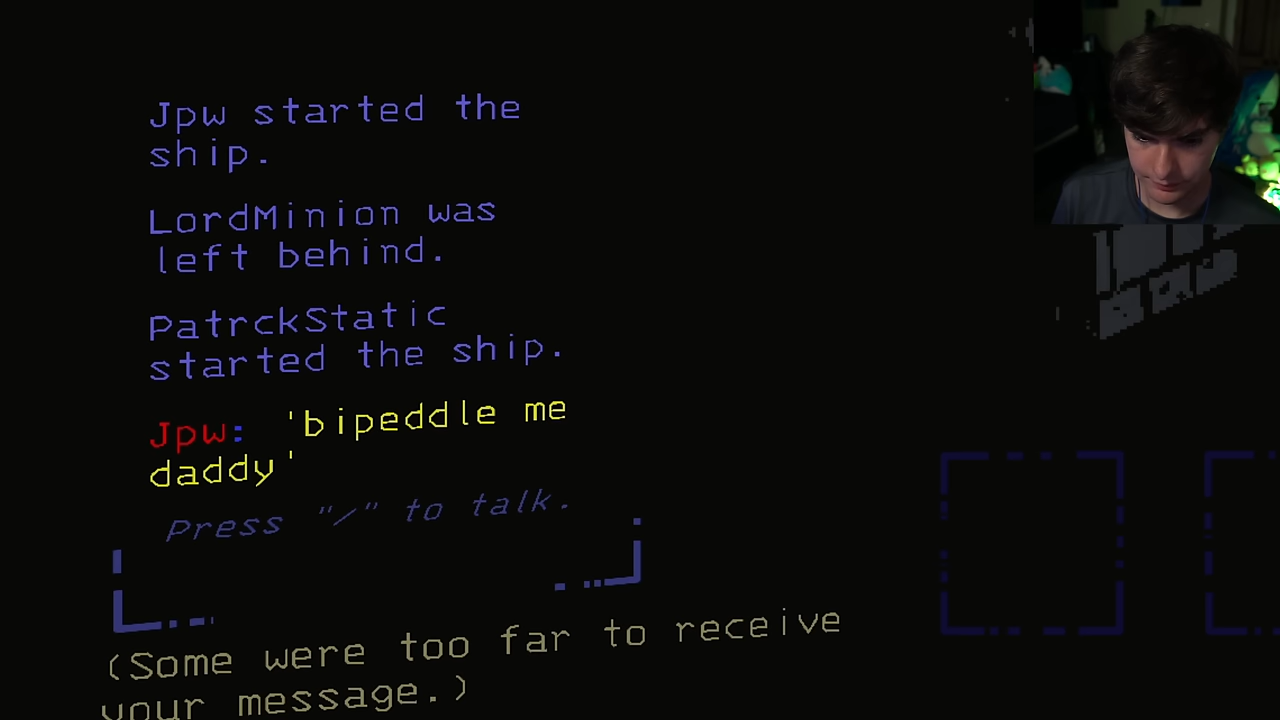 Jpw started the
ship.
LordMinion was
left behind.
PatrckStatic
started the ship.
Jpw: 'bipeddle me
daddy'
Press "/" to talk.
(Some were too far to receive
your message.)